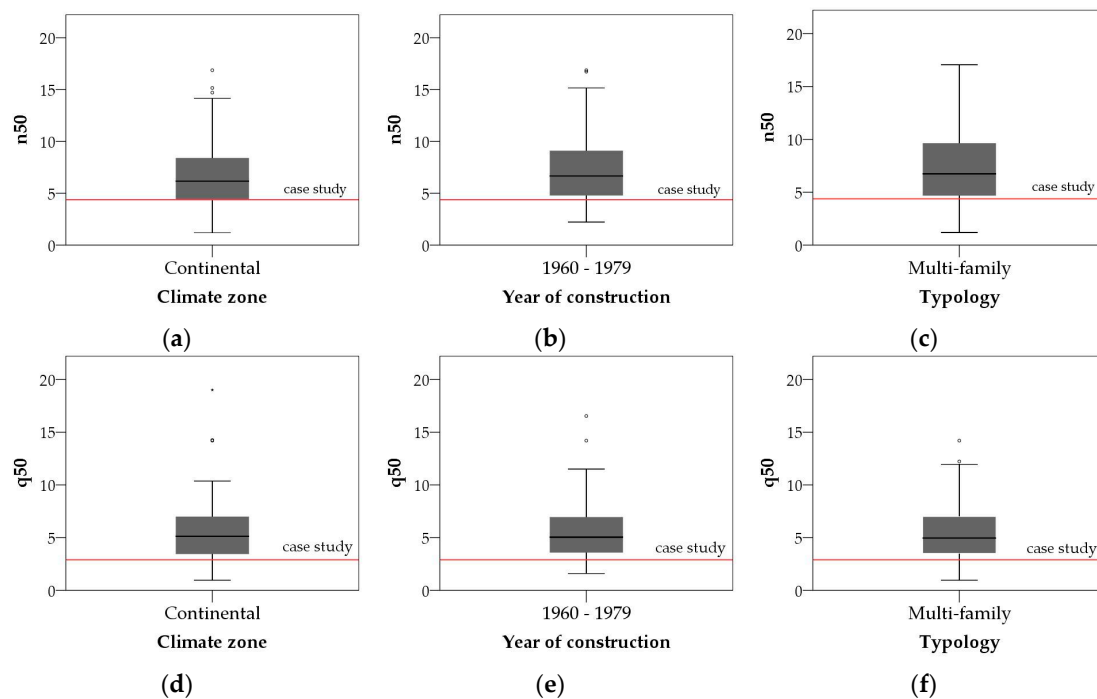 20
15
10
5
0
n50
case study
Continental
Climate zone
(a)
20
15
10
5
0
n50
case study
1960 - 1979
Year of construction
(b)
20
15
10
5
0
n50
case study
Multi-family
Typology
(c)
20
15
10
5
0
q50
case study
Continental
Climate zone
(d)
20
15
10
5
0
q50
case study
1960 - 1979
Year of construction
(e)
20
15
10
5
0
q50
case study
Multi-family
Typology
(f)